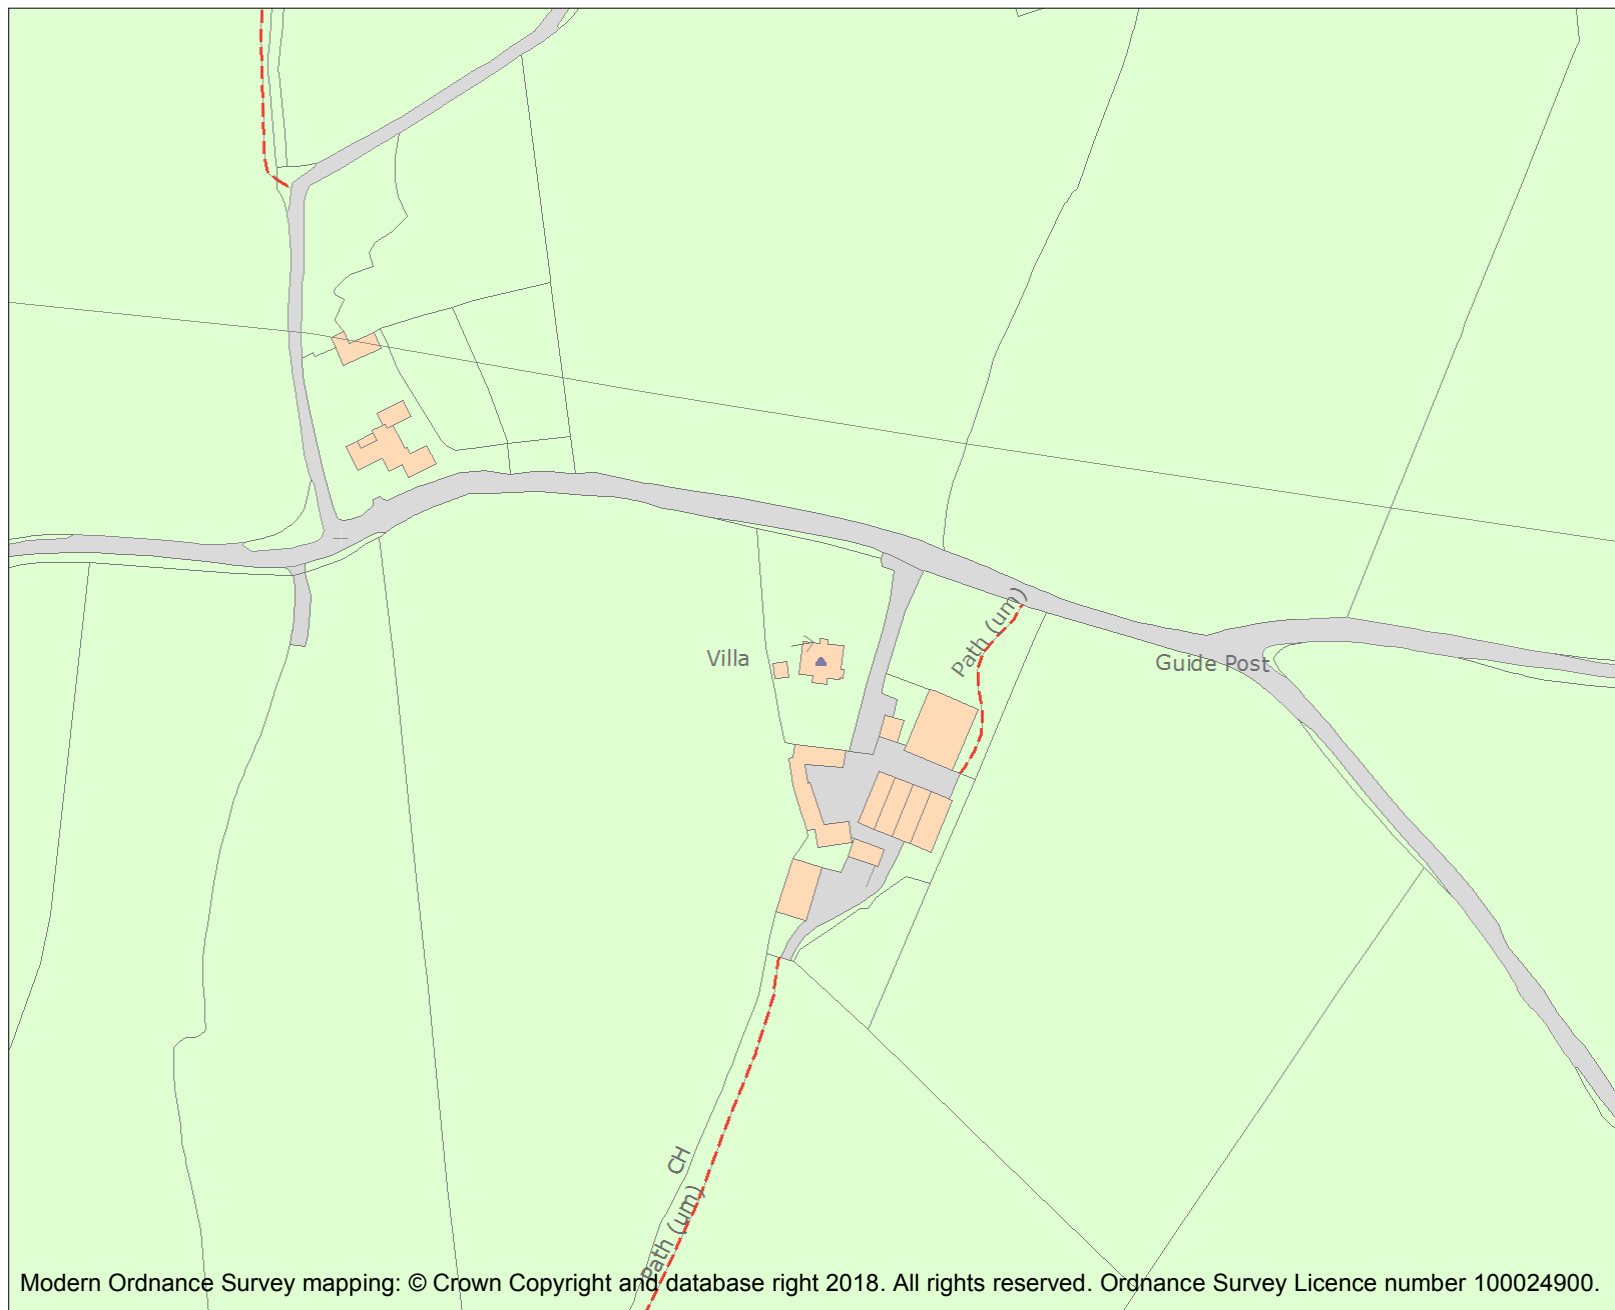 Path (um)
Villa
Guide Post
CH
Path (um)
Modern Ordnance Survey mapping: © Crown Copyright and database right 2018. All rights reserved. Ordnance Survey Licence number 100024900.